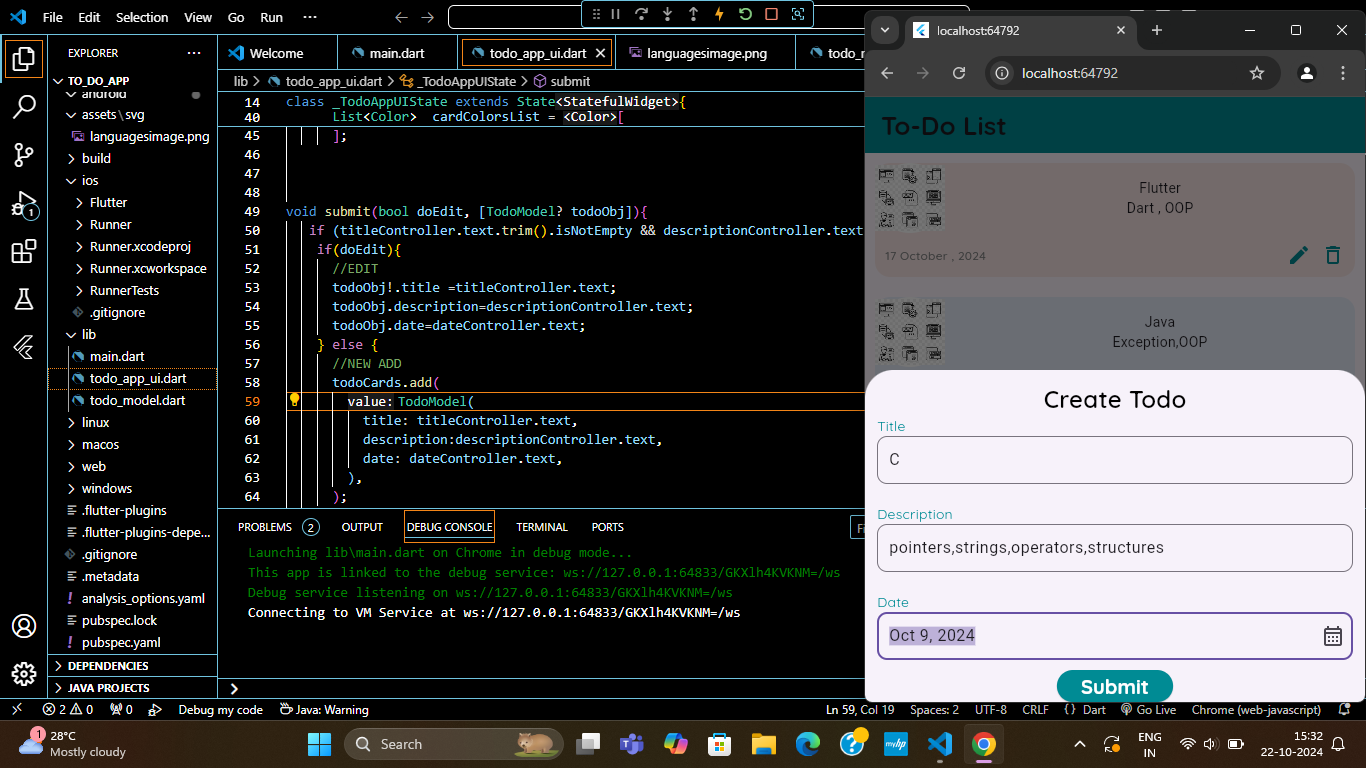 File Edit Selection View Go Run ···
EXPLORER ···
TO_DO_APP
android
assets\svg
languagesimage.png
build
ios
Flutter
Runner
Runner.xcodeproj
Runner.xcworkspace
RunnerTests
.gitignore
lib
main.dart
todo_app_ui.dart
todo_model.dart
linux
macos
web
windows
.flutter-plugins
.flutter-plugins-depe...
.gitignore
.metadata
analysis_options.yaml
pubspec.lock
pubspec.yaml
DEPENDENCIES
JAVA PROJECTS
1
Welcome main.dart todo_app_ui.dart languagesimage.png todo_m
lib > todo_app_ui.dart > _TodoAppUIState > submit
14 class _TodoAppUIState extends State<StatefulWidget>{
40 List<Color> cardColorsList = <Color>[
45 ];
46
47
48
49 void submit(bool doEdit, [TodoModel? todoObj]){
50 if (titleController.text.trim().isNotEmpty && descriptionController.text
51 if(doEdit){
52 //EDIT
53 todoObj!.title =titleController.text;
54 todoObj.description=descriptionController.text;
55 todoObj.date=dateController.text;
56 } else {
57 //NEW ADD
58 todoCards.add(
59 value: TodoModel(
60 title: titleController.text,
61 description:descriptionController.text,
62 date: dateController.text,
63 ),
64 );
PROBLEMS 2 OUTPUT DEBUG CONSOLE TERMINAL PORTS
Fi
Launching lib\main.dart on Chrome in debug mode...
This app is linked to the debug service: ws://127.0.0.1:64833/GKXlh4KVKNM=/ws
Debug service listening on ws://127.0.0.1:64833/GKXlh4KVKNM=/ws
Connecting to VM Service at ws://127.0.0.1:64833/GKXlh4KVKNM=/ws
localhost:64792
localhost:64792
To-Do List
Flutter
Dart , OOP
17 October , 2024
Java
Exception,OOP
Create Todo
Title
C
Description
pointers,strings,operators,structures
Date
Oct 9, 2024
Submit
2 0 0 Debug my code Java: Warning Ln 59, Col 19 Spaces: 2 UTF-8 CRLF {} Dart Go Live Chrome (web-javascript)
1
28°C
Mostly cloudy
Search
myhp
ENG
IN
15:32
22-10-2024